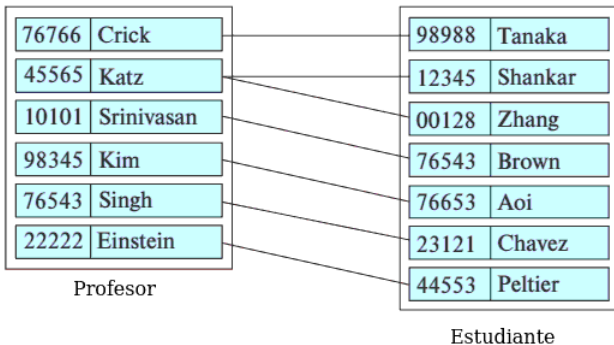 76766 Crick
45565 Katz
10101 Srinivasan
98345 Kim
76543 Singh
22222 Einstein
Profesor
98988 Tanaka
12345 Shankar
00128 Zhang
76543 Brown
76653 Aoi
23121 Chavez
44553 Peltier
Estudiante